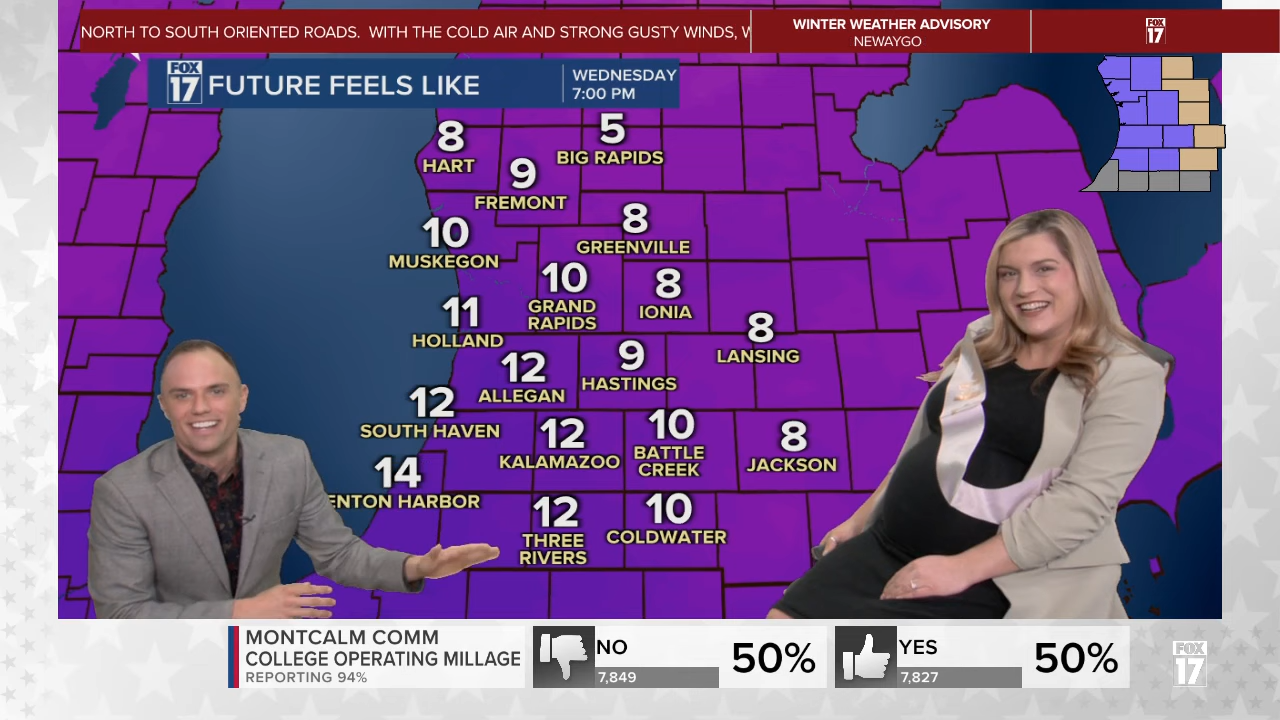 NORTH TO SOUTH ORIENTED ROADS. WITH THE COLD AIR AND STRONG GUSTY WINDS, W
WINTER WEATHER ADVISORY
NEWAYGO
FOX
17
FOX
17
FUTURE FEELS LIKE
WEDNESDAY
7:00 PM
8
HART
5
BIG RAPIDS
9
FREMONT
10
MUSKEGON
8
GREENVILLE
10
GRAND
RAPIDS
8
IONIA
11
HOLLAND
8
LANSING
12
ALLEGAN
9
HASTINGS
12
SOUTH HAVEN
12
KALAMAZOO
10
BATTLE
CREEK
8
JACKSON
14
ENTON HARBOR
12
THREE
RIVERS
10
COLDWATER
MONTCALM COMM
COLLEGE OPERATING MILLAGE
REPORTING 94%
NO
7,849
50%
YES
7,827
50%
FOX
17